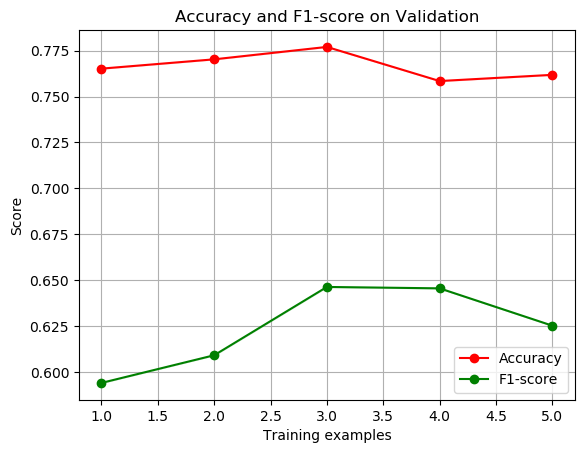 Accuracy and F1-score on Validation
0.775
0.750
0.725
0.700
0.675
0.650
0.625
0.600
Score
Accuracy
F1-score
1.0 1.5 2.0 2.5 3.0 3.5 4.0 4.5 5.0
Training examples